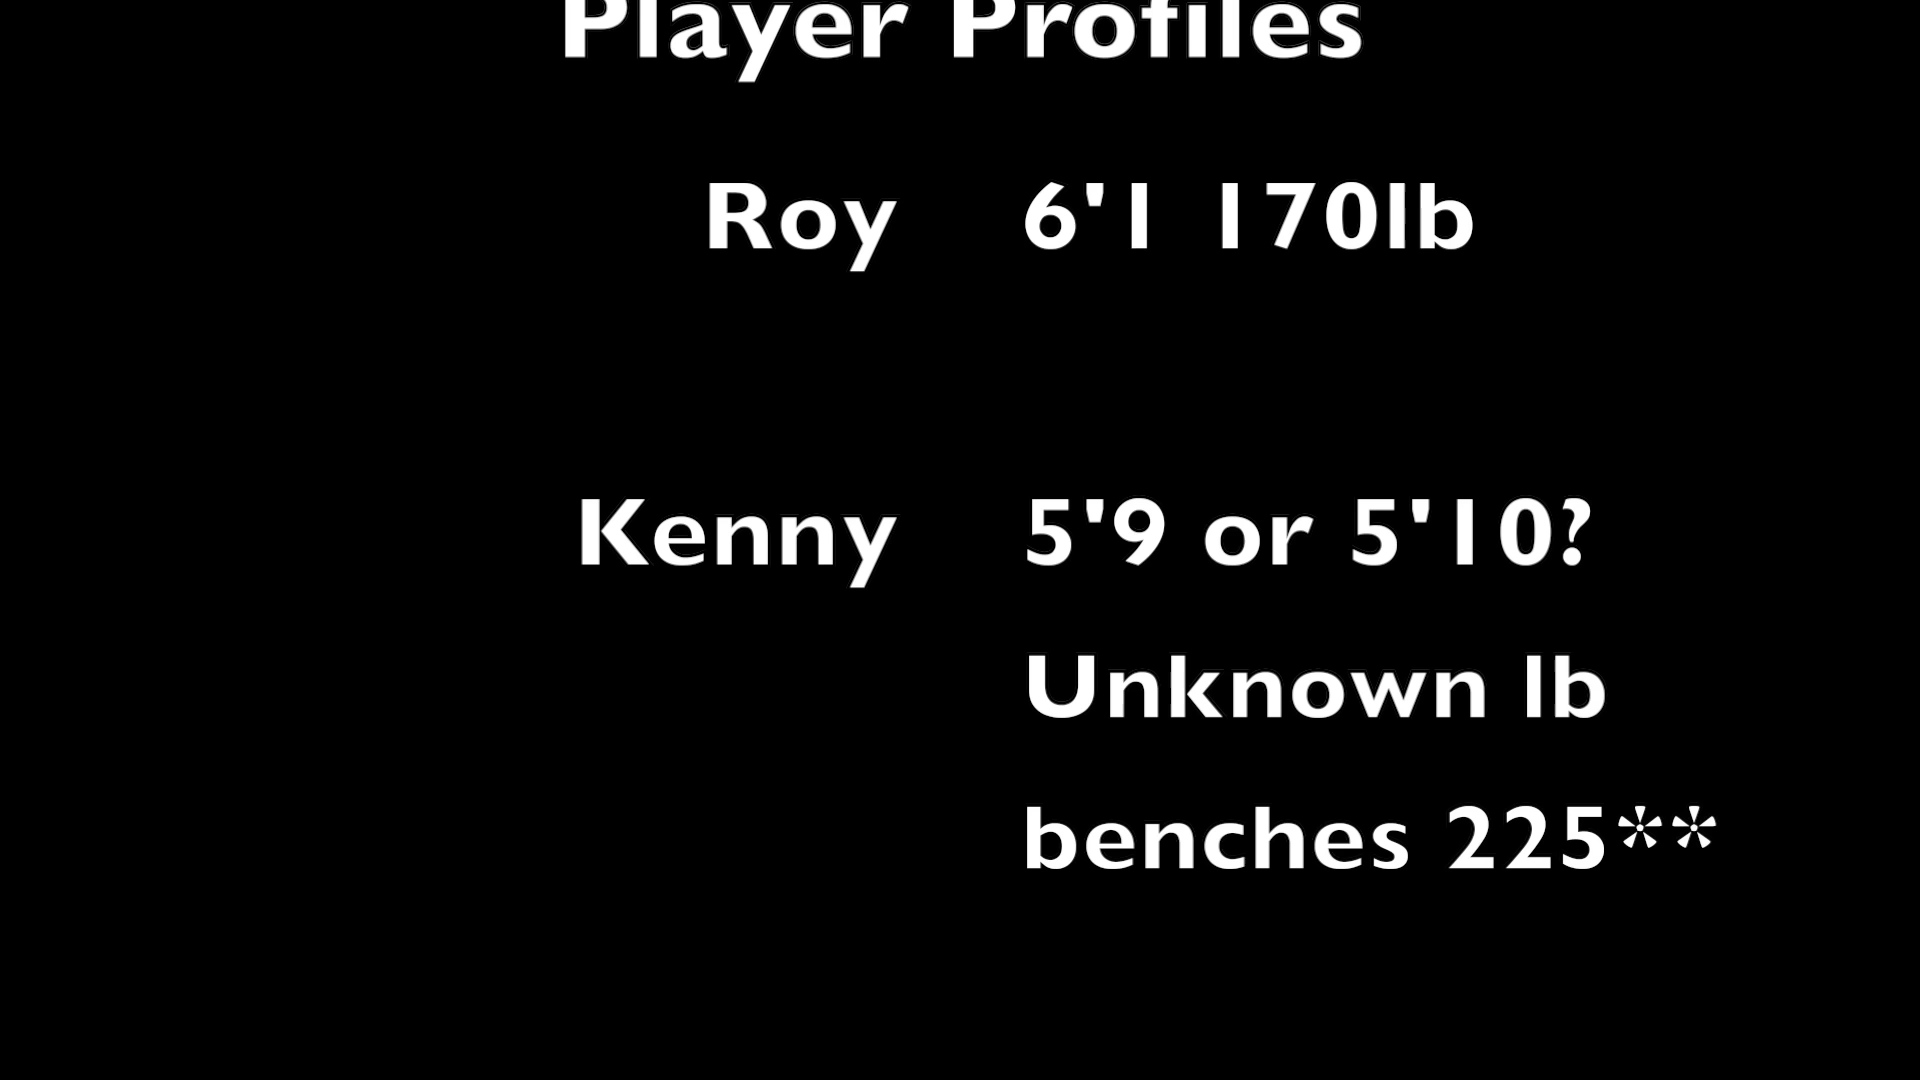 Player Profiles
Roy 6'1 170lb
Kenny 5'9 or 5'10?
Unknown lb
benches 225**